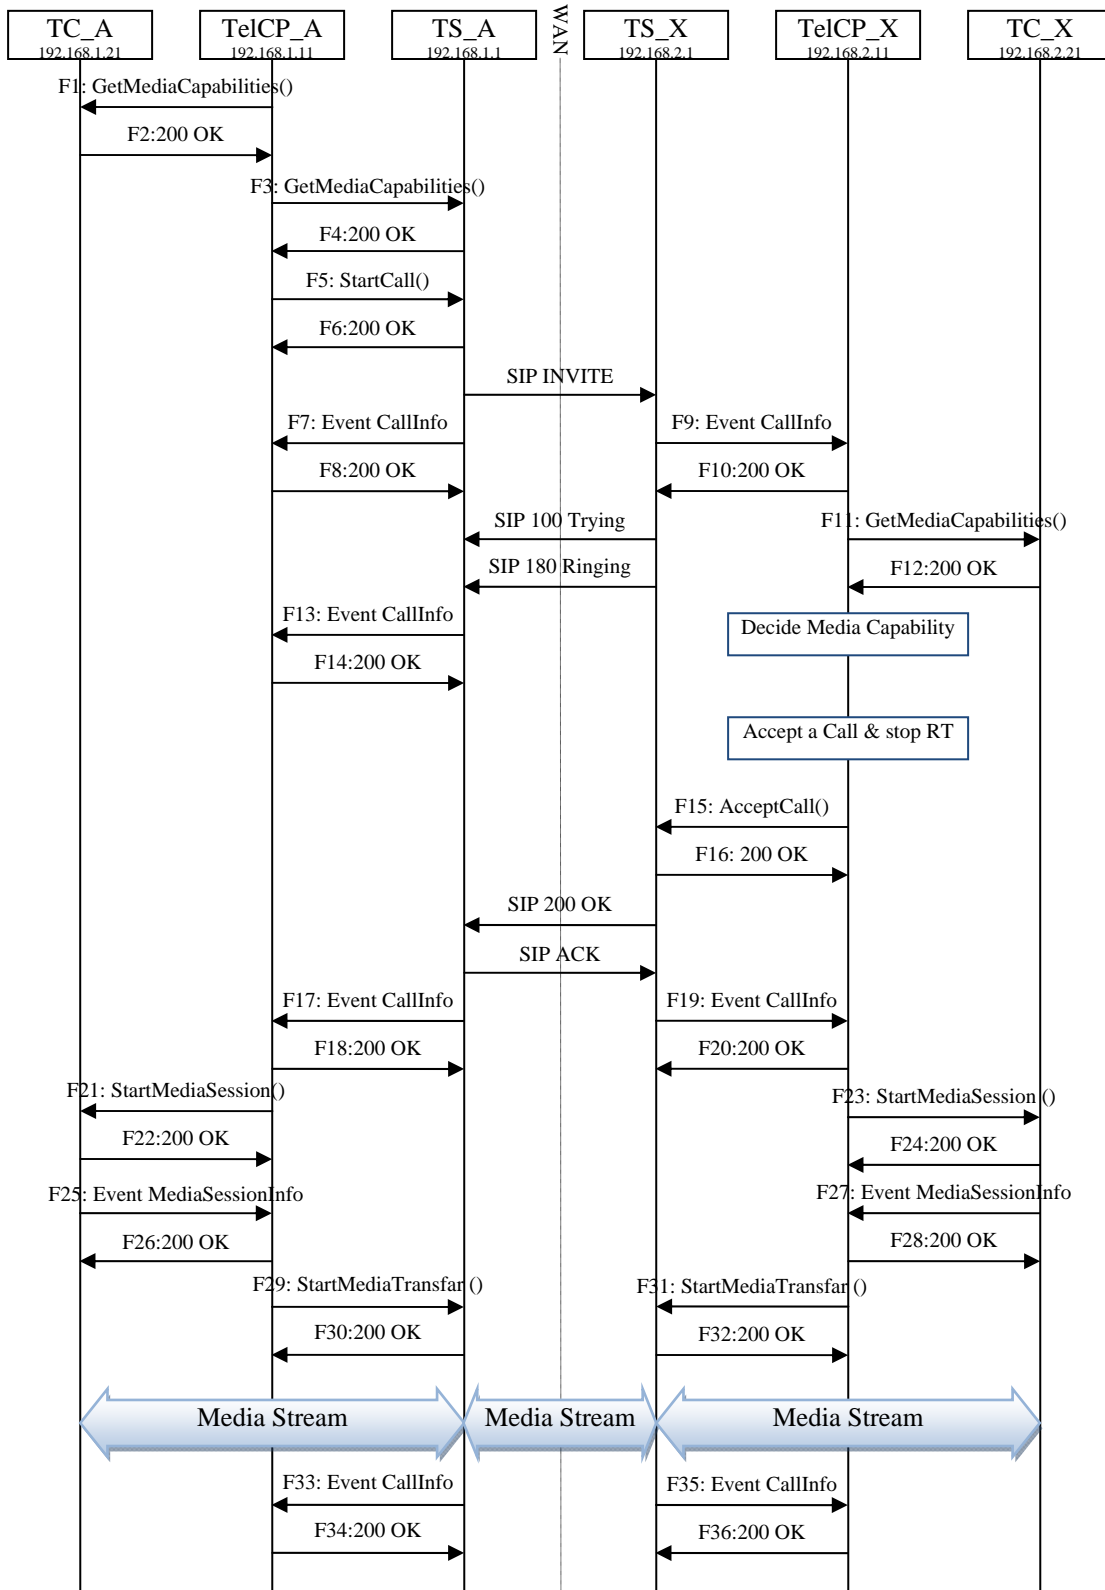 TC_A
192.168.1.21
TelCP_A
192.168.1.11
TS_A
192.168.1.1
WAN
TS_X
192.168.2.1
TelCP_X
192.168.2.11
TC_X
192.168.2.21
F1: GetMediaCapabilities()
F2:200 OK
F3: GetMediaCapabilities()
F4:200 OK
F5: StartCall()
F6:200 OK
SIP INVITE
F7: Event CallInfo
F9: Event CallInfo
F8:200 OK
F10:200 OK
SIP 100 Trying
F11: GetMediaCapabilities()
SIP 180 Ringing
F12:200 OK
F13: Event CallInfo
Decide Media Capability
F14:200 OK
Accept a Call & stop RT
F15: AcceptCall()
F16: 200 OK
SIP 200 OK
SIP ACK
F17: Event CallInfo
F19: Event CallInfo
F18:200 OK
F20:200 OK
F21: StartMediaSession()
F23: StartMediaSession ()
F22:200 OK
F24:200 OK
F25: Event MediaSessionInfo
F27: Event MediaSessionInfo
F26:200 OK
F28:200 OK
F29: StartMediaTransfar ()
F31: StartMediaTransfar ()
F30:200 OK
F32:200 OK
Media Stream
Media Stream
Media Stream
F33: Event CallInfo
F35: Event CallInfo
F34:200 OK
F36:200 OK